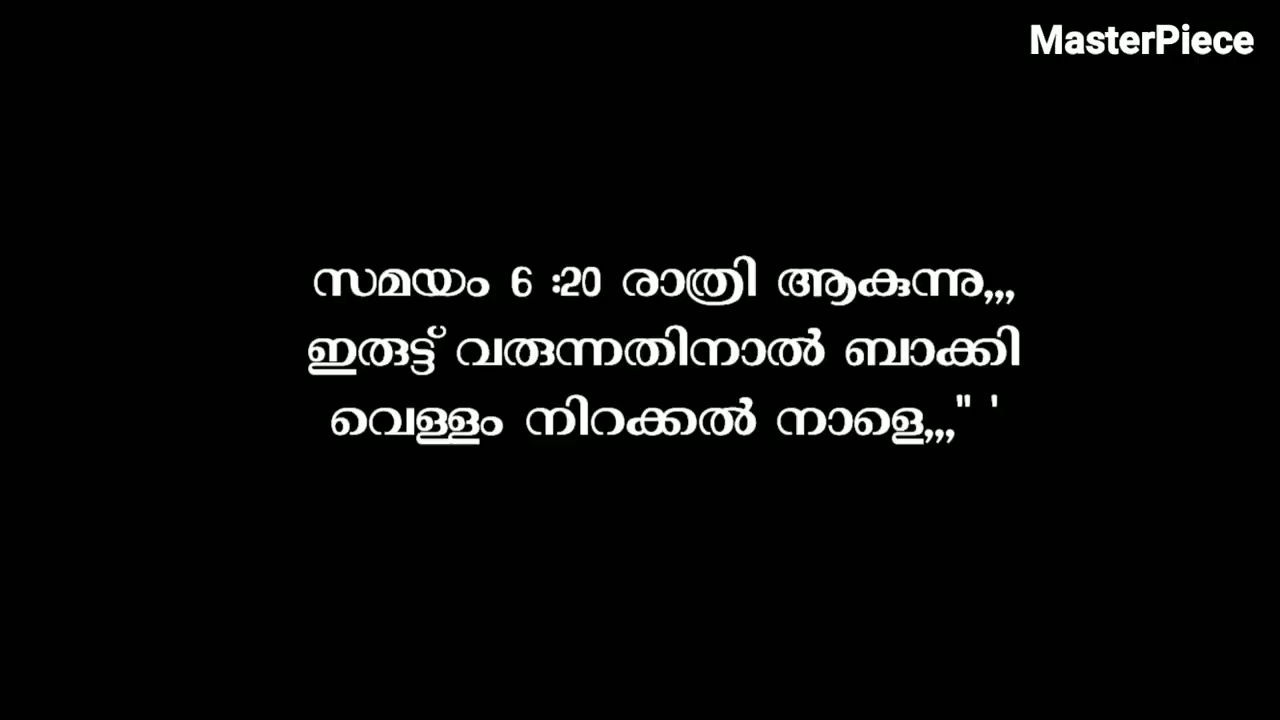 MasterPiece
സമയം 6 :20 രാത്രി ആകുന്നു,,,
ഇരുട്ട് വരുന്നതിനാൽ ബാക്കി
വെള്ളം നിറക്കൽ നാളെ,,," '